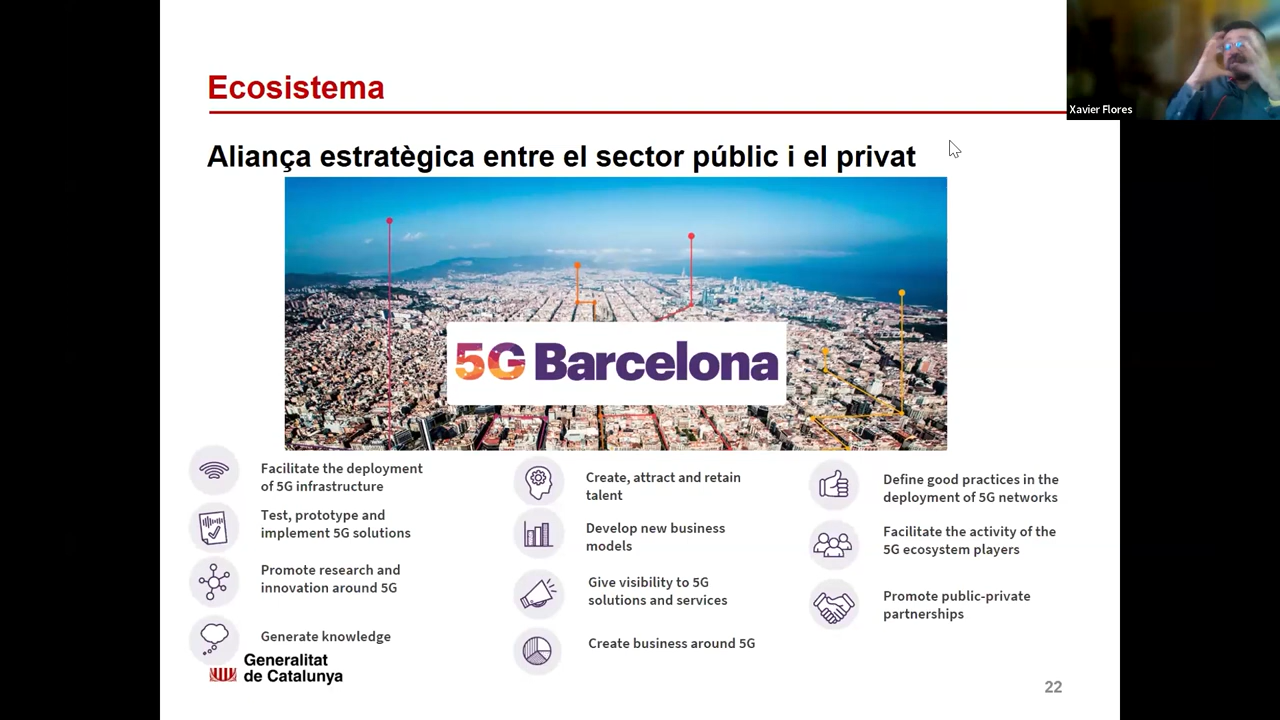 Ecosistema
Xavier Flores
Aliança estratègica entre el sector públic i el privat
5G Barcelona
Facilitate the deployment
of 5G infrastructure
Test, prototype and
implement 5G solutions
Promote research and
innovation around 5G
Generate knowledge
Create, attract and retain
talent
Develop new business
models
Give visibility to 5G
solutions and services
Create business around 5G
Define good practices in the
deployment of 5G networks
Facilitate the activity of the
5G ecosystem players
Promote public-private
partnerships
Generalitat
de Catalunya
22